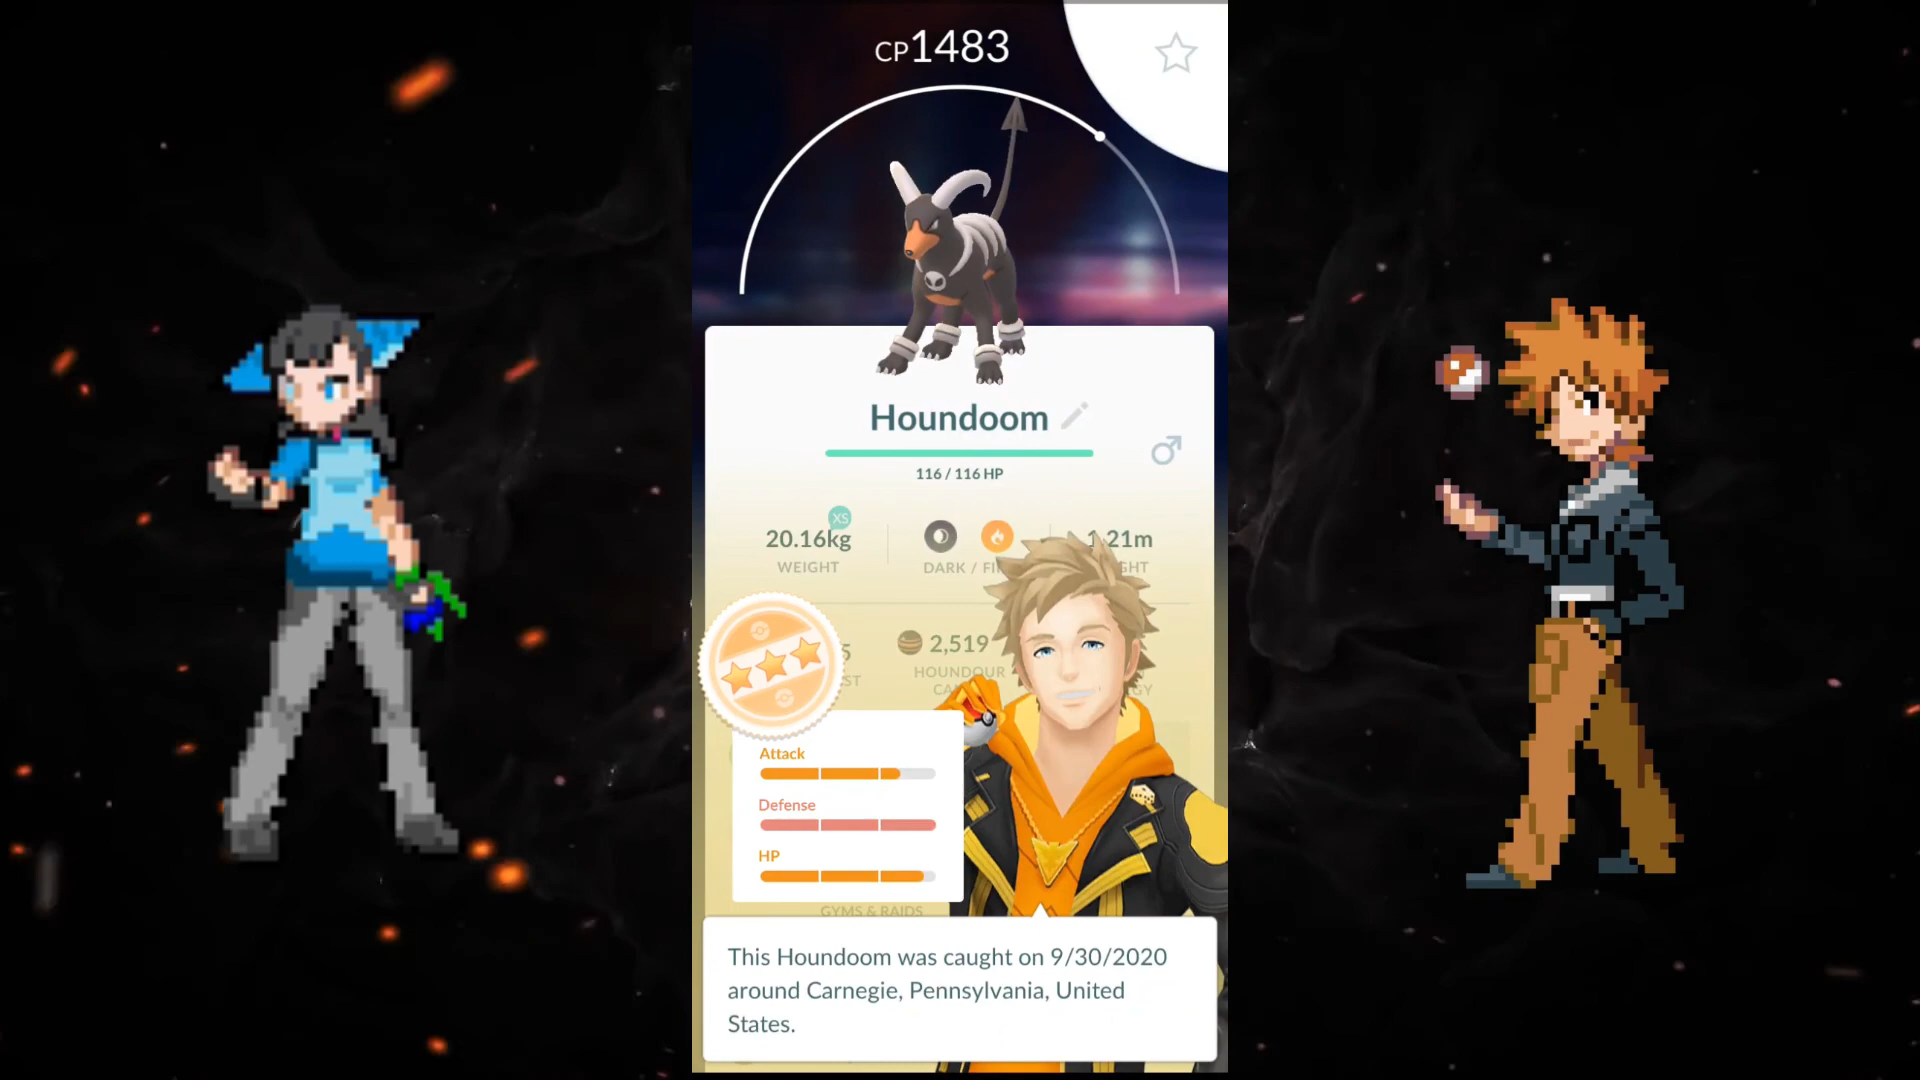 CP1483
Houndoom
116 / 116 HP
XS
20.16kg
1.21m
WEIGHT
DARK / FI
GHT
2,519
HOUNDOUR
Attack
Defense
HP
GYMS & RAIDS
This Houndoom was caught on 9/30/2020
around Carnegie, Pennsylvania, United
States.